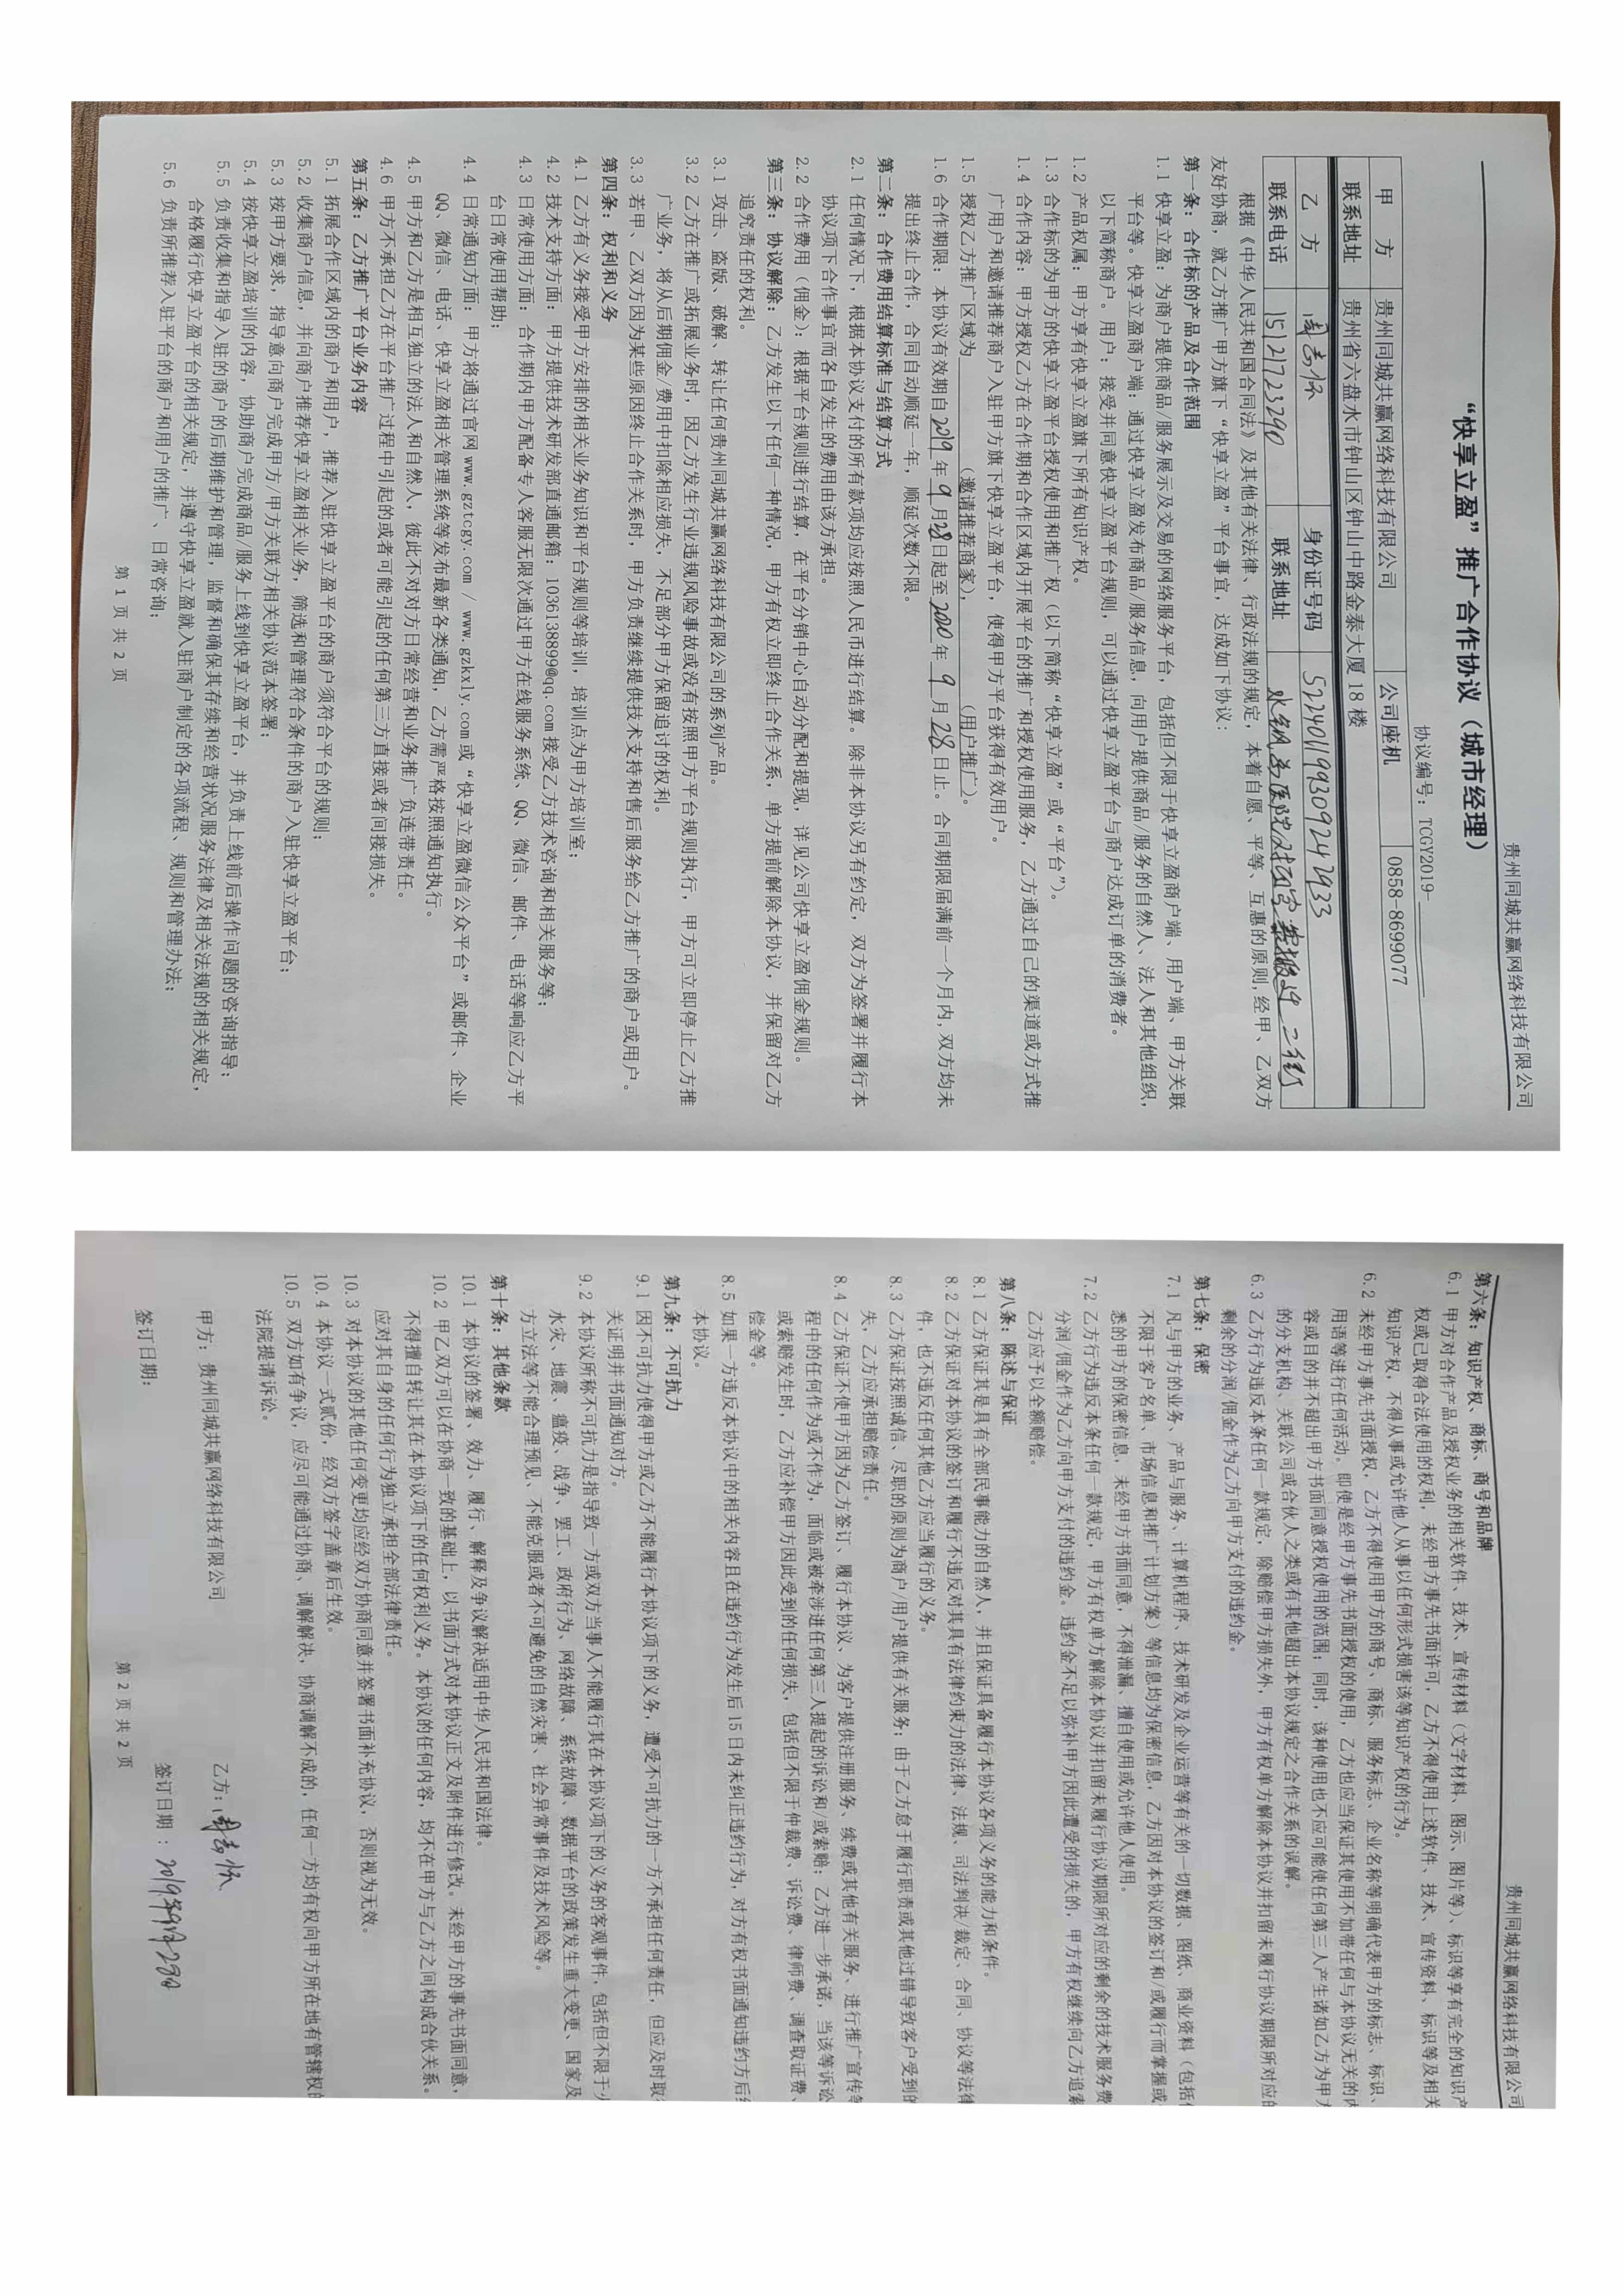 贵州同城共赢网络科技有限公司
“快享立盈”推广合作协议（城市经理）
协议编号：TCGY2019-
甲 方 贵州同城共赢网络科技有限公司 公司座机 0858-8699077
联系地址 贵州省六盘水市钟山区钟山中路金泰大厦18楼
乙 方 身份证号码 522401199309242933
联系电话 15121723290 联系地址
根据《中华人民共和国合同法》及其他有关法律、行政法规的规定，本着自愿、平等、互惠的原则，经甲、乙双方
友好协商，就乙方推广甲方旗下“快享立盈”平台事宜，达成如下协议：
第一条：合作标的产品及合作范围
1.1 快享立盈：为商户提供商品/服务展示及交易的网络服务平台，包括但不限于快享立盈商户端、用户端、甲方关联
平台等。快享立盈商户端：通过快享立盈发布商品/服务信息，向用户提供商品/服务的自然人、法人和其他组织，
以下简称商户。用户：接受并同意快享立盈平台规则，可以通过快享立盈平台与商户达成订单的消费者。
1.2 产品权属：甲方享有快享立盈旗下所有知识产权。
1.3 合作标的为甲方的快享立盈平台授权使用和推广权（以下简称“快享立盈”或“平台”）。
1.4 合作内容：甲方授权乙方在合作期和合作区域内开展平台的推广和授权使用服务，乙方通过自己的渠道或方式推
广用户和邀请推荐商户入驻甲方旗下快享立盈平台，使得甲方平台获得有效用户。
1.5 授权乙方推广区域为 （邀请推荐商家）， （用户推广）。
1.6 合作期限：本协议有效期自2019年9月28日起至2020年9月28日止。合同期限届满前一个月内，双方均未
提出终止合作，合同自动顺延一年，顺延次数不限。
第二条：合作费用结算标准与结算方式
2.1 任何情况下，根据本协议支付的所有款项均应按照人民币进行结算。除非本协议另有约定，双方为签署并履行本
协议项下合作事宜而各自发生的费用由该方承担。
2.2 合作费用（佣金）：根据平台规则进行结算，在平台分销中心自动分配和提现，详见公司快享立盈佣金规则。
第三条：协议解除：乙方发生以下任何一种情况，甲方有权立即终止合作关系，单方提前解除本协议，并保留对乙方
追究责任的权利。
3.1 攻击、盗版、破解、转让任何贵州同城共赢网络科技有限公司的系列产品。
3.2 乙方在推广或拓展业务时，因乙方发生行业违规风险事故或没有按照甲方平台规则执行，甲方可立即停止乙方推
广业务，将从后期佣金/费用中扣除相应损失，不足部分甲方保留追讨的权利。
3.3 若甲、乙双方因为某些原因终止合作关系时，甲方负责继续提供技术支持和售后服务给乙方推广的商户或用户。
第四条：权利和义务
4.1 乙方有义务接受甲方安排的相关业务知识和平台规则等培训，培训点为甲方培训室；
4.2 技术支持方面：甲方提供技术研发部直通邮箱：103613889@qq.com接受乙方技术咨询和相关服务等；
4.3 日常使用方面：合作期内甲方配备专人客服无限次通过甲方在线服务系统、QQ、微信、邮件、电话等响应乙方平
台日常使用帮助；
4.4 日常通知方面：甲方将通过官网www.gztcgy.com / www.gzkxly.com或“快享立盈微信公众平台”或邮件、企业
QQ、微信、电话、快享立盈相关管理系统等发布最新各类通知，乙方需严格按照通知执行。
4.5 甲方和乙方是相互独立的法人和自然人，彼此不对对方日常经营和业务推广负连带责任。
4.6 甲方不承担乙方在平台推广过程中引起的或者可能引起的任何第三方直接或者间接损失。
第五条：乙方推广平台业务内容
5.1 拓展合作区域内的商户和用户，推荐入驻快享立盈平台的商户须符合平台的规则；
5.2 收集商户信息，并向商户推荐快享立盈相关业务，筛选和管理符合条件的商户入驻快享立盈平台；
5.3 按甲方要求，指导意向商户完成甲方/甲方关联方相关协议范本签署；
5.4 按快享立盈培训的内容，协助商户完成商品/服务上线到快享立盈平台，并负责上线前后操作问题的咨询指导；
5.5 负责收集和指导入驻的商户的后期维护和管理，监督和确保其存续和经营状况服务法律及相关法规的相关规定，
合格履行快享立盈平台的相关规定，并遵守快享立盈就入驻商户制定的各项流程、规则和管理办法；
5.6 负责所推荐入驻平台的商户和用户的推广、日常咨询；
第 1 页 共 2 页
贵州同城共赢网络科技有限公司
第六条：知识产权、商标、商号和品牌
6.1 甲方对合作产品及授权业务的相关软件、技术、宣传材料（文字材料、图示、图片等）、标识等享有完全的知识产
权或已取得合法使用的权利，未经甲方事先书面许可，乙方不得使用上述软件、技术、宣传资料、标识等及相关
知识产权，不得从事或允许他人从事以任何形式损害该等知识产权的行为。
6.2 未经甲方事先书面授权，乙方不得使用甲方的商号、商标、服务标志、企业名称等明确代表甲方的标志、标识、
用语等进行任何活动。即使是经甲方事先书面授权的使用，乙方也应当保证其使用不加带任何与本协议无关的内
容或目的并不超出甲方书面同意授权使用的范围；同时，该种使用也不应可能使任何第三人产生诸如乙方为甲方
的分支机构、关联公司或合伙人之类或有其他超出本协议规定之合作关系的误解。
6.3 乙方行为违反本条任何一款规定，除赔偿甲方损失外，甲方有权单方解除本协议并扣留未履行协议期限所对应的
剩余的分润/佣金作为乙方向甲方支付的违约金。
第七条：保密
7.1 凡与甲方的业务、产品与服务、计算机程序、技术研发及企业运营等有关的一切数据、图纸、商业资料（包括但
不限于客户名单、市场信息和推广计划方案）等信息均为保密信息，乙方因对本协议的签订和/或履行而掌握或
悉的甲方的保密信息，未经甲方书面同意，不得泄漏、擅自使用或允许他人使用。
7.2 乙方行为违反本条任何一款规定，甲方有权单方解除本协议并扣留未履行协议期限所对应的剩余的技术服务费
分润/佣金作为乙方向甲方支付的违约金。违约金不足以弥补甲方因此遭受的损失的，甲方有权继续向乙方追索
乙方应予以全额赔偿。
第八条：陈述与保证
8.1 乙方保证其是具有全部民事能力的自然人，并且保证具备履行本协议各项义务的能力和条件。
8.2 乙方保证对本协议的签订和履行不违反对其具有法律约束力的法律、法规、司法判决/裁定、合同、协议等法律
件，也不违反任何其他乙方应当履行的义务。
8.3 乙方保证按照诚信、尽职的原则为商户/用户提供有关服务；由于乙方怠于履行职责或其他过错导致客户受到的
失，乙方应承担赔偿责任。
8.4 乙方保证不使甲方因为乙方签订、履行本协议、为客户提供注册服务、续费或其他有关服务、进行推广宣传等
程中的任何作为或不作为，面临或被牵涉进任何第三人提起的诉讼和/或索赔；乙方进一步承诺，当该等诉讼
或索赔发生时，乙方应补偿甲方因此受到的任何损失，包括但不限于仲裁费、诉讼费、律师费、调查取证费、
偿金等。
8.5 如果一方违反本协议中的相关内容且在违约行为发生后15日内未纠正违约行为，对方有权书面通知违约方后终
本协议。
第九条：不可抗力
9.1 因不可抗力使得甲方或乙方不能履行本协议项下的义务，遭受不可抗力的一方不承担任何责任，但应及时取
关证明并书面通知对方。
9.2 本协议所称不可抗力是指导致一方或双方当事人不能履行其在本协议项下的义务的客观事件，包括但不限于火
水灾、地震、瘟疫、战争、罢工、政府行为、网络故障、系统故障、数据平台的政策发生重大变更、国家及
方立法等不能合理预见、不能克服或者不可避免的自然灾害、社会异常事件及技术风险等。
第十条：其他条款
10.1 本协议的签署、效力、履行、解释及争议解决适用中华人民共和国法律。
10.2 甲乙双方可以在协商一致的基础上，以书面方式对本协议正文及附件进行修改。未经甲方的事先书面同意，
不得擅自转让其在本协议项下的任何权利义务。本协议的任何内容，均不在甲方与乙方之间构成合伙关系。
应对其自身的任何行为独立承担全部法律责任。
10.3 对本协议的其他任何变更均应经双方协商同意并签署书面补充协议，否则视为无效。
10.4 本协议一式贰份，经双方签字盖章后生效。
10.5 双方如有争议，应尽可能通过协商、调解解决，协商调解不成的，任何一方均有权向甲方所在地有管辖权的
法院提请诉讼。
甲方：贵州同城共赢网络科技有限公司 乙方：
签订日期： 签订日期：2019年9月28日
第 2 页 共 2 页